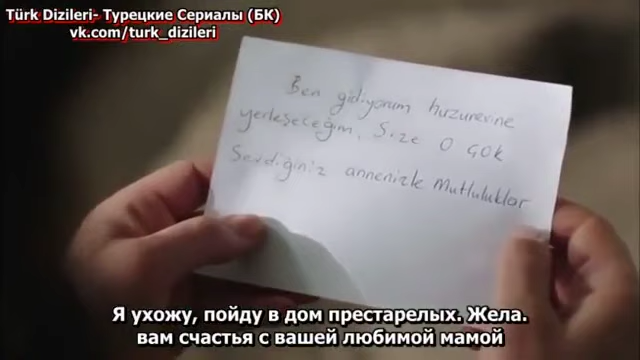 Türk Dizileri- Турецкие Сериалы (БК)
vk.com/turk_dizileri
Ben gidiyorum huzurevine
yerleşeceğim. Size O çok
Sevdiğiniz annenizle Mutluluklar
Я ухожу, пойду в дом престарелых. Жела.
вам счастья с вашей любимой мамой